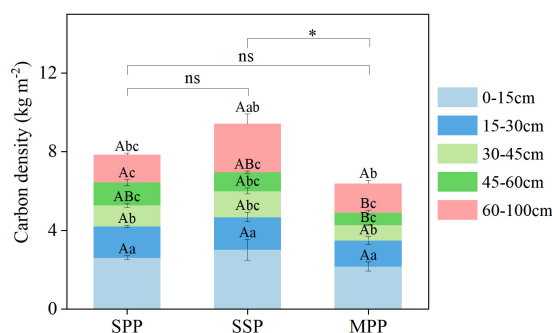 Carbon density (kg m-2)
12
8
4
0
*
ns
ns
Abc
Ac
ABc
Ab
Aa
Aab
ABc
Abc
Abc
Aa
Ab
Bc
Bc
Ab
Aa
SPP
SSP
MPP
0-15cm
15-30cm
30-45cm
45-60cm
60-100cm